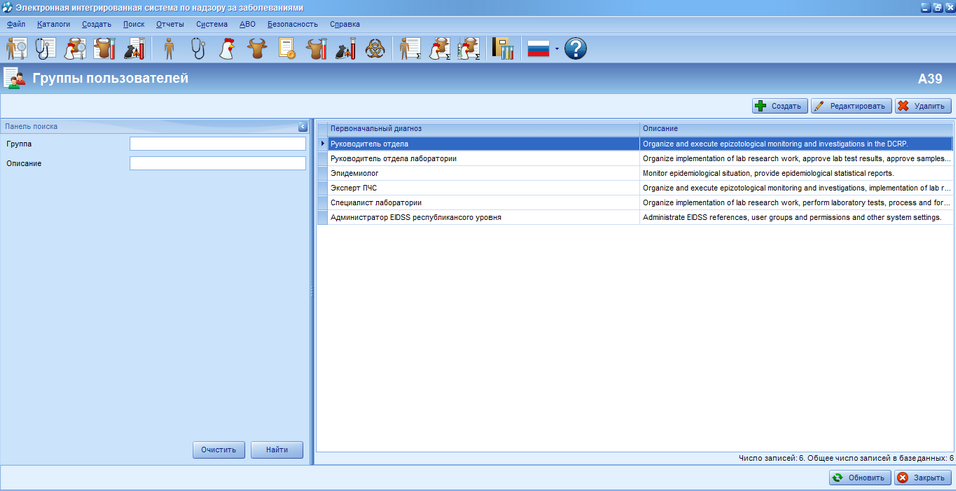 Электронная интегрированная система по надзору за заболеваниями
Файл Каталоги Создать Поиск Отчеты Система АВО Безопасность Справка
Группы пользователей A39
Создать Редактировать Удалить
Панель поиска
Группа
Описание
Очистить Найти
Первоначальный диагноз Описание
Руководитель отдела Organize and execute epizotological monitoring and investigations in the DCRP.
Руководитель отдела лаборатории Organize implementation of lab research work, approve lab test results, approve samples...
Эпидемиолог Monitor epidemiological situation, provide epidemiological statistical reports.
Эксперт ПЧС Organize and execute epizotological monitoring and investigations, implementation of lab r...
Специалист лаборатории Organize implementation of lab research work, perform laboratory tests, process and for...
Администратор EIDSS республикансого уровня Administrate EIDSS references, user groups and permissions and other system settings.
Число записей: 6. Общее число записей в базе данных: 6
Обновить Закрыть